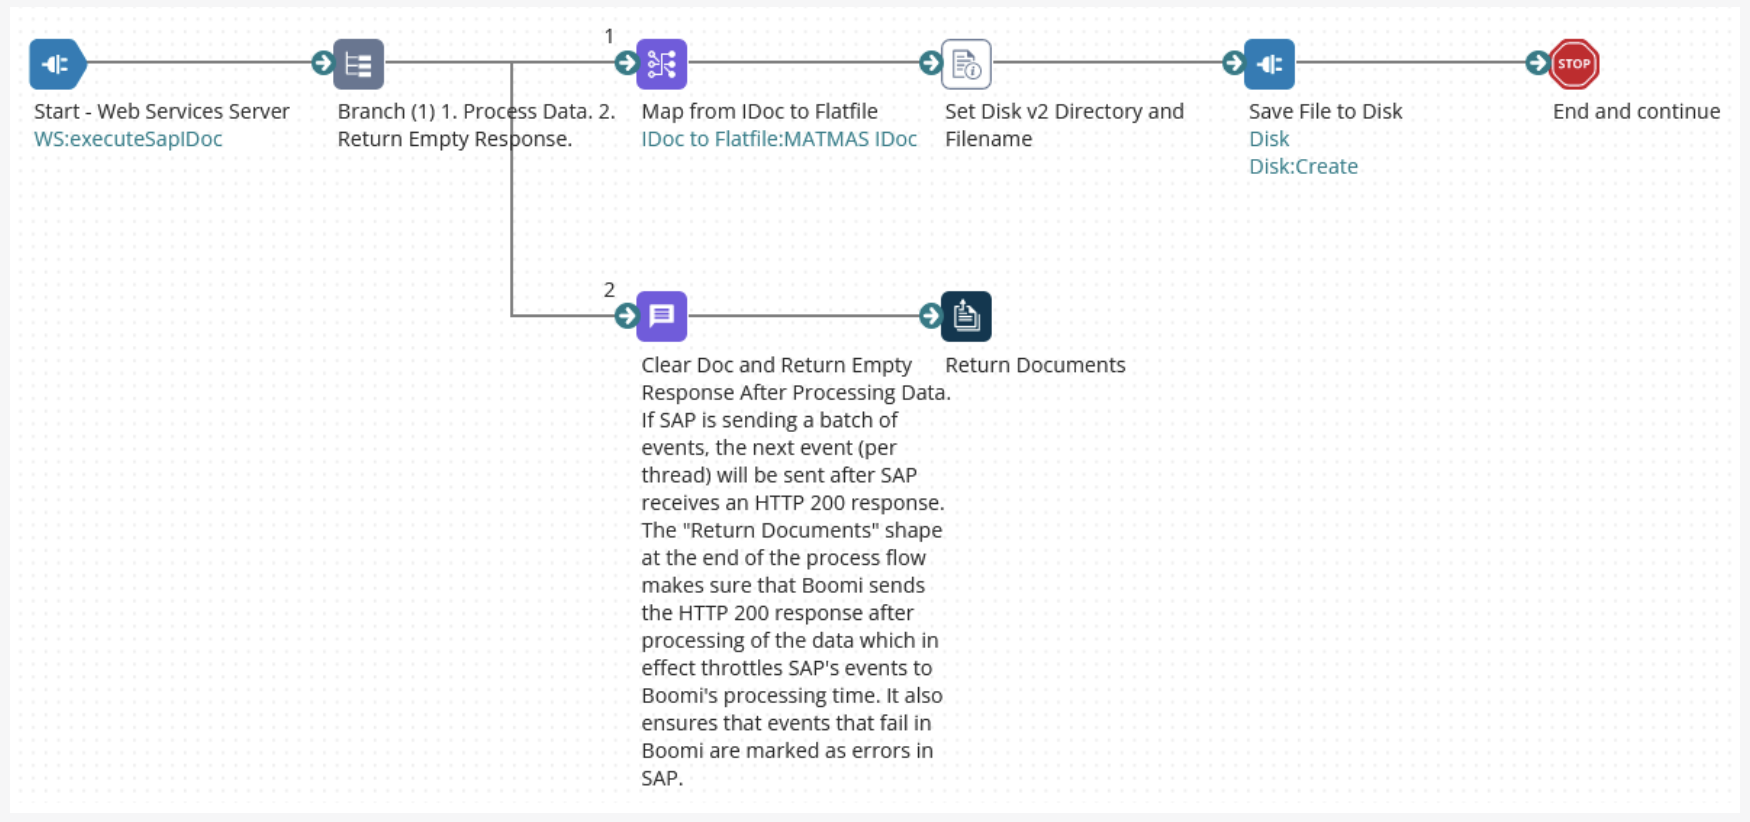 1
STOP
Start - Web Services Server
WS:executeSapIDoc
Branch (1) 1. Process Data. 2.
Return Empty Response.
Map from IDoc to Flatfile
IDoc to Flatfile:MATMAS IDoc
Set Disk v2 Directory and
Filename
Save File to Disk
Disk
Disk:Create
End and continue
2
Clear Doc and Return Empty
Response After Processing Data.
If SAP is sending a batch of
events, the next event (per
thread) will be sent after SAP
receives an HTTP 200 response.
The "Return Documents" shape
at the end of the process flow
makes sure that Boomi sends
the HTTP 200 response after
processing of the data which in
effect throttles SAP's events to
Boomi's processing time. It also
ensures that events that fail in
Boomi are marked as errors in
SAP.
Return Documents